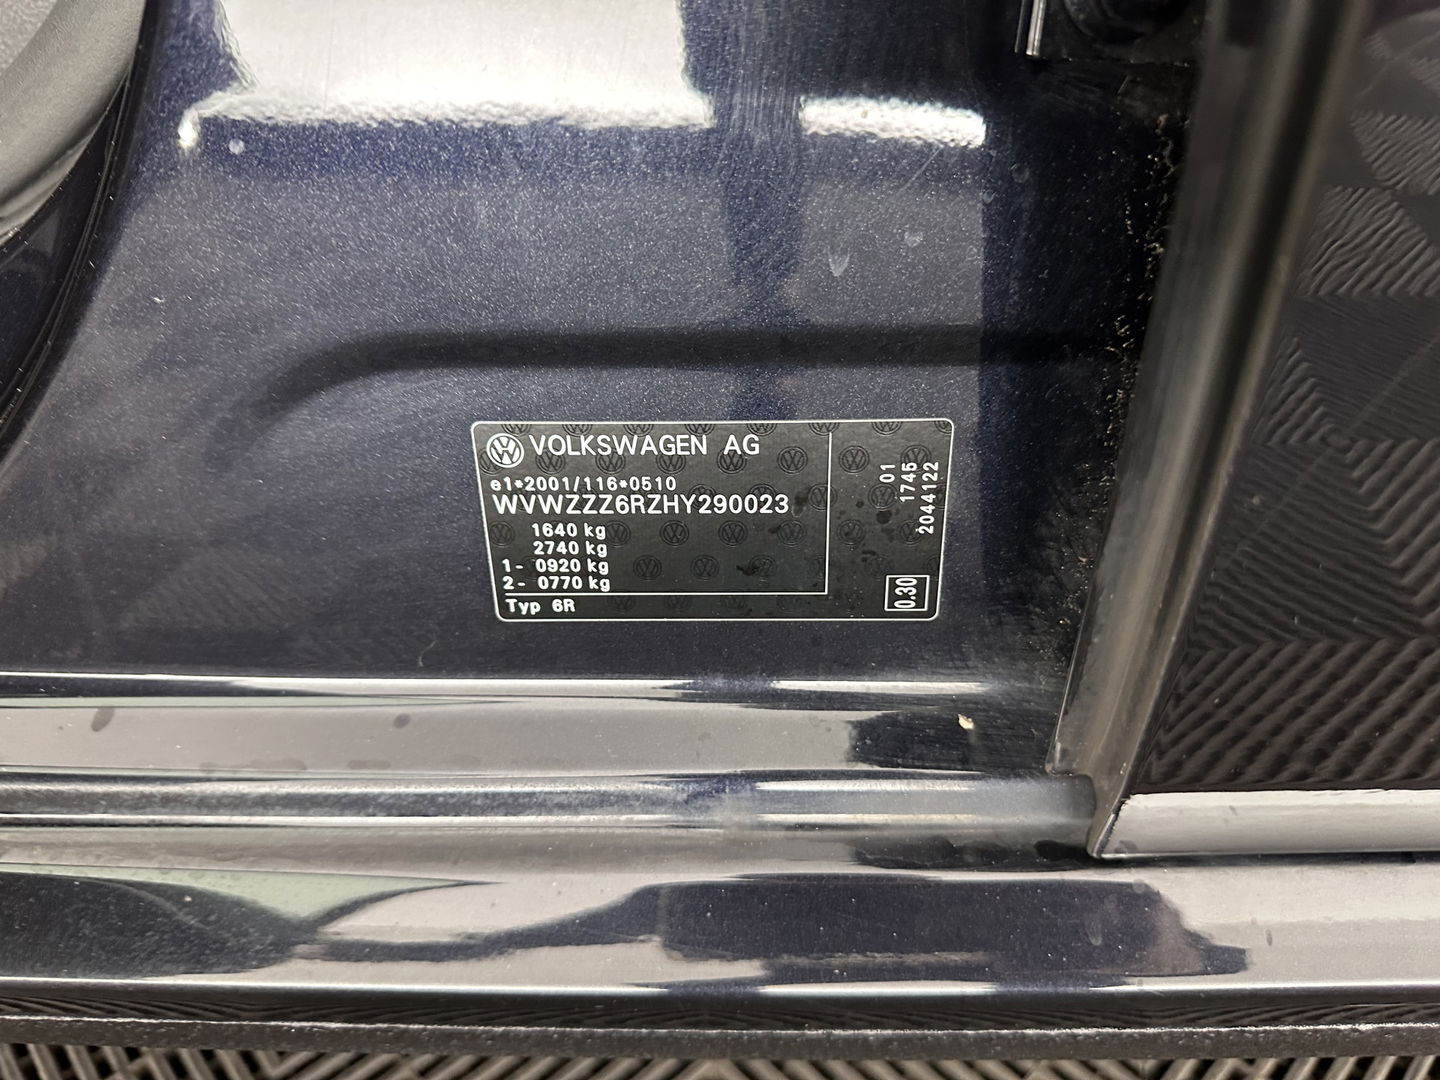 VOLKSWAGEN AG
e1*2001/116*0510
WVWZZZ6RZHY290023
1640 kg
2740 kg
1- 0920 kg
2- 0770 kg
Typ 6R
01
1745
2044122
0.30